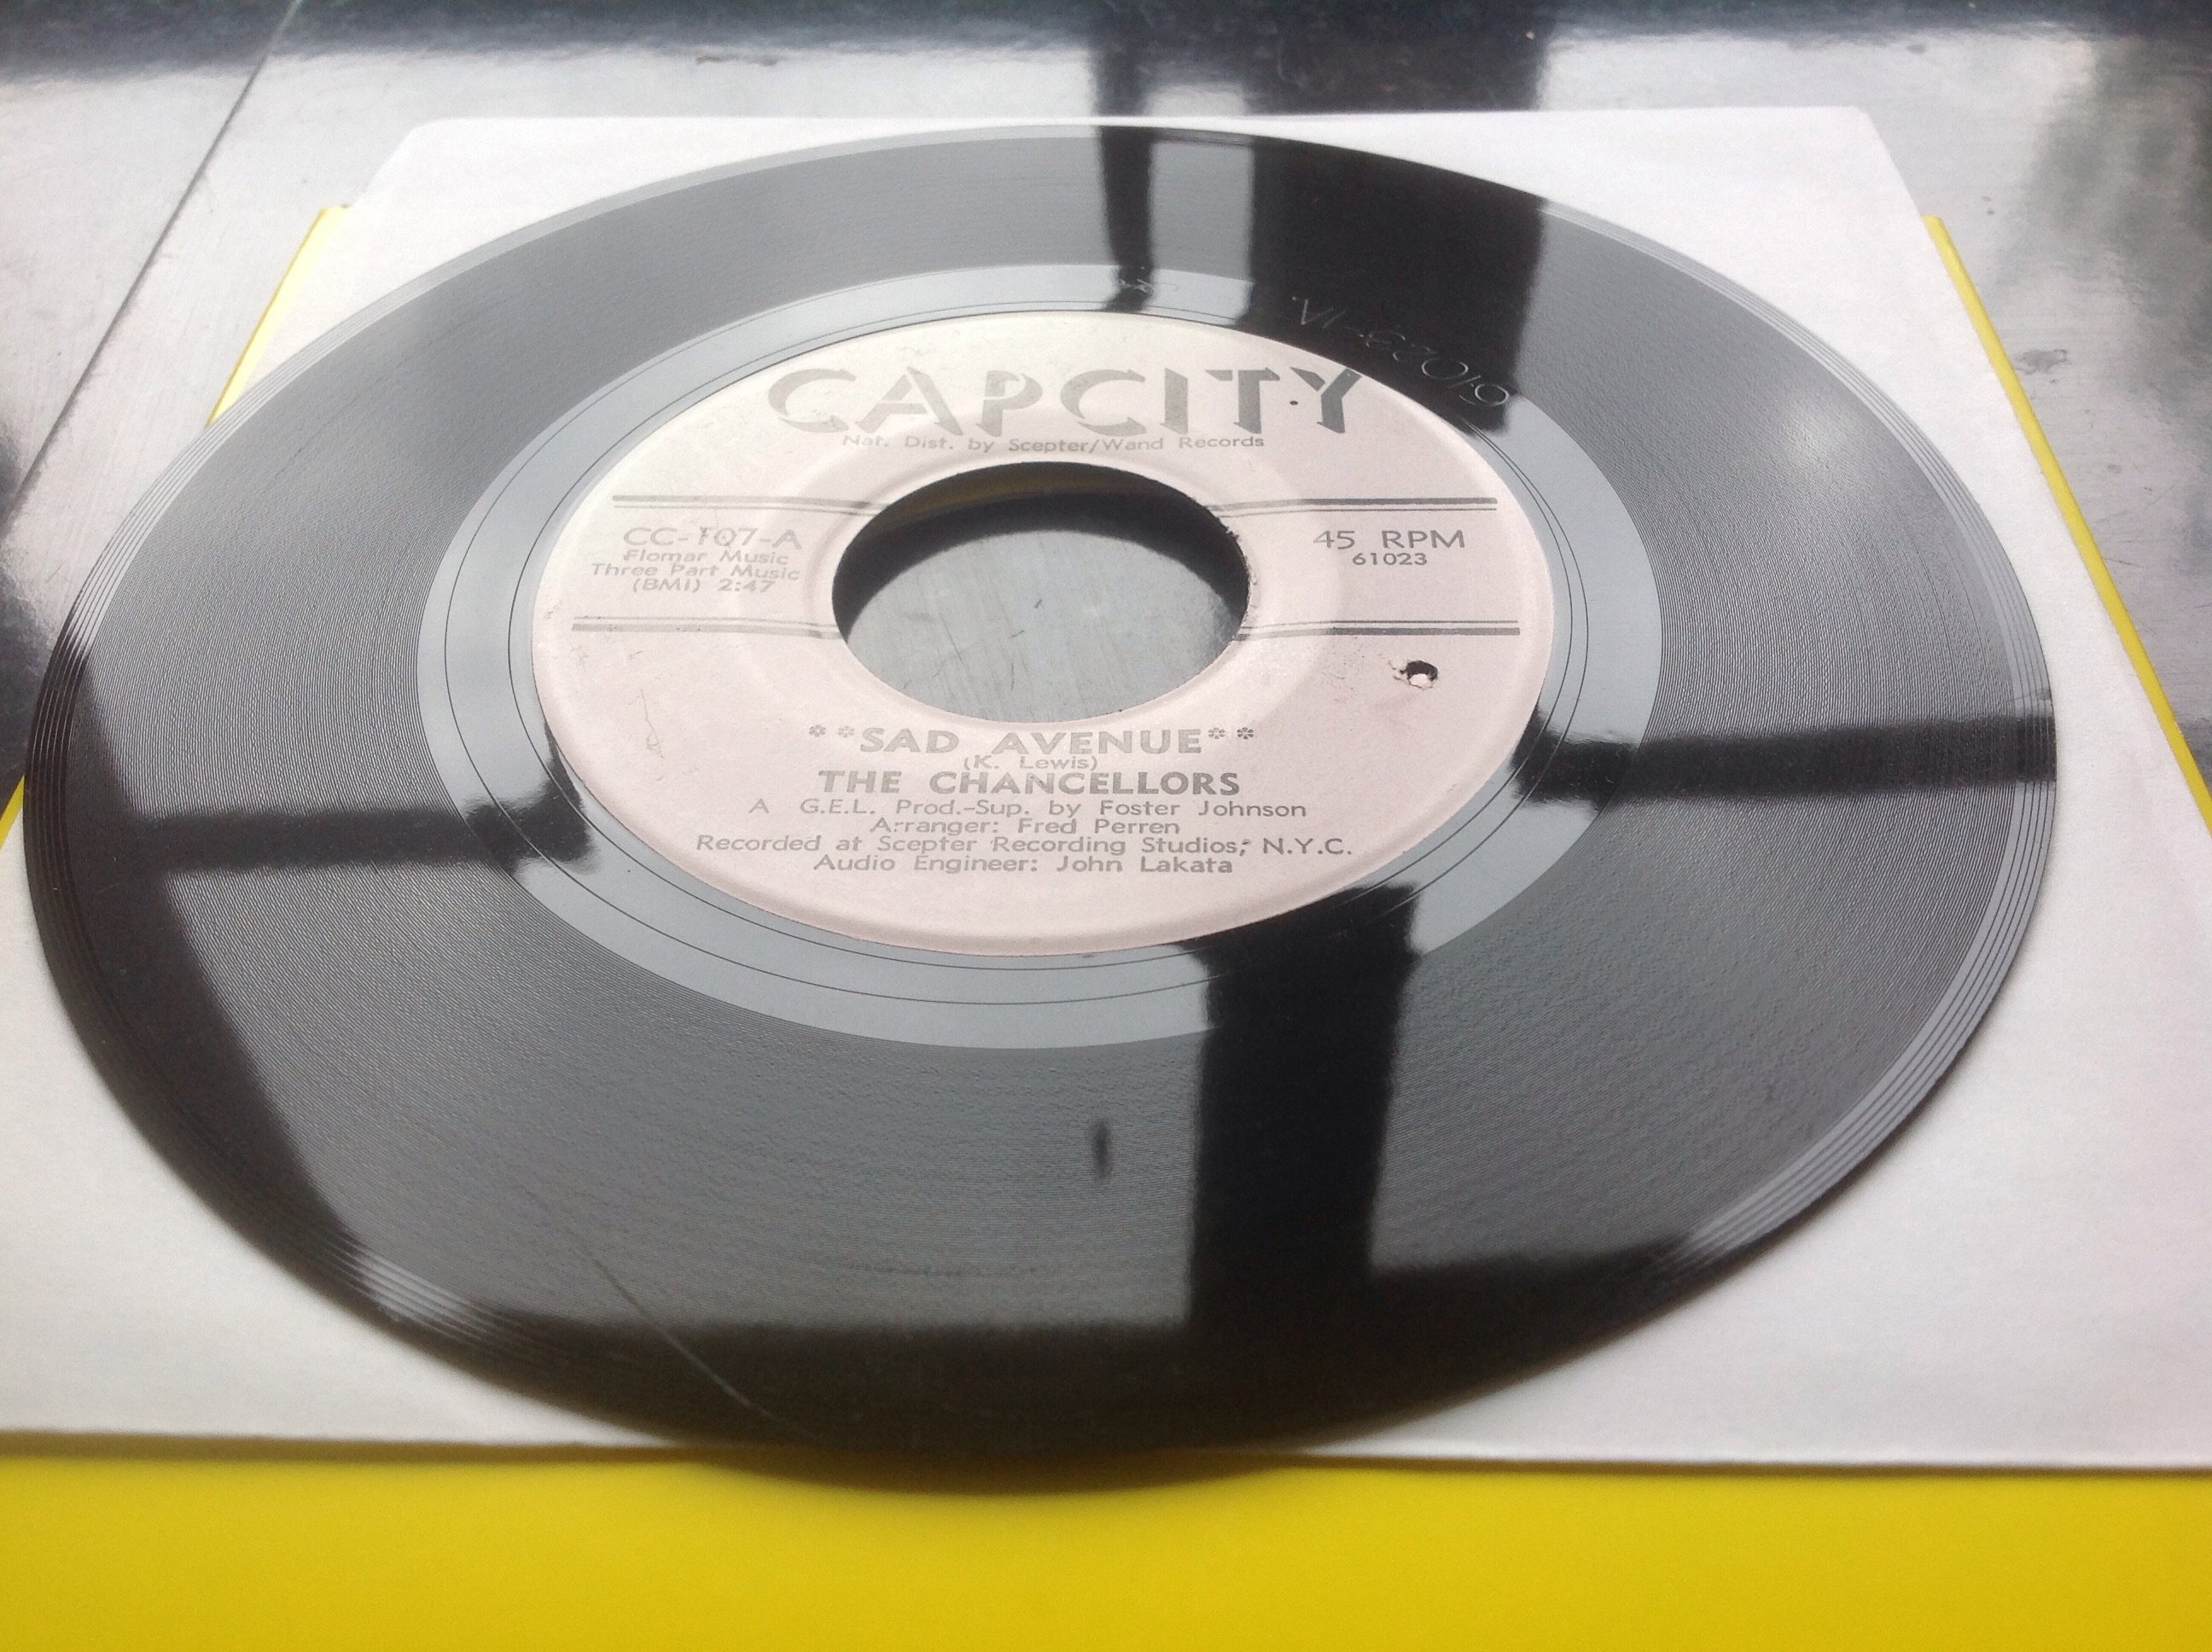 61023-1A
CAPCITY
Nat. Dist. by Scepter/Wand Records
CC-107-A
Flomar Music
Three Part Music
(BMI) 2:47
45 RPM
61023
**SAD AVENUE**
(K. Lewis)
THE CHANCELLORS
A G.E.L. Prod.-Sup. by Foster Johnson
Arranger: Fred Perren
Recorded at Scepter Recording Studios, N.Y.C.
Audio Engineer: John Lakata